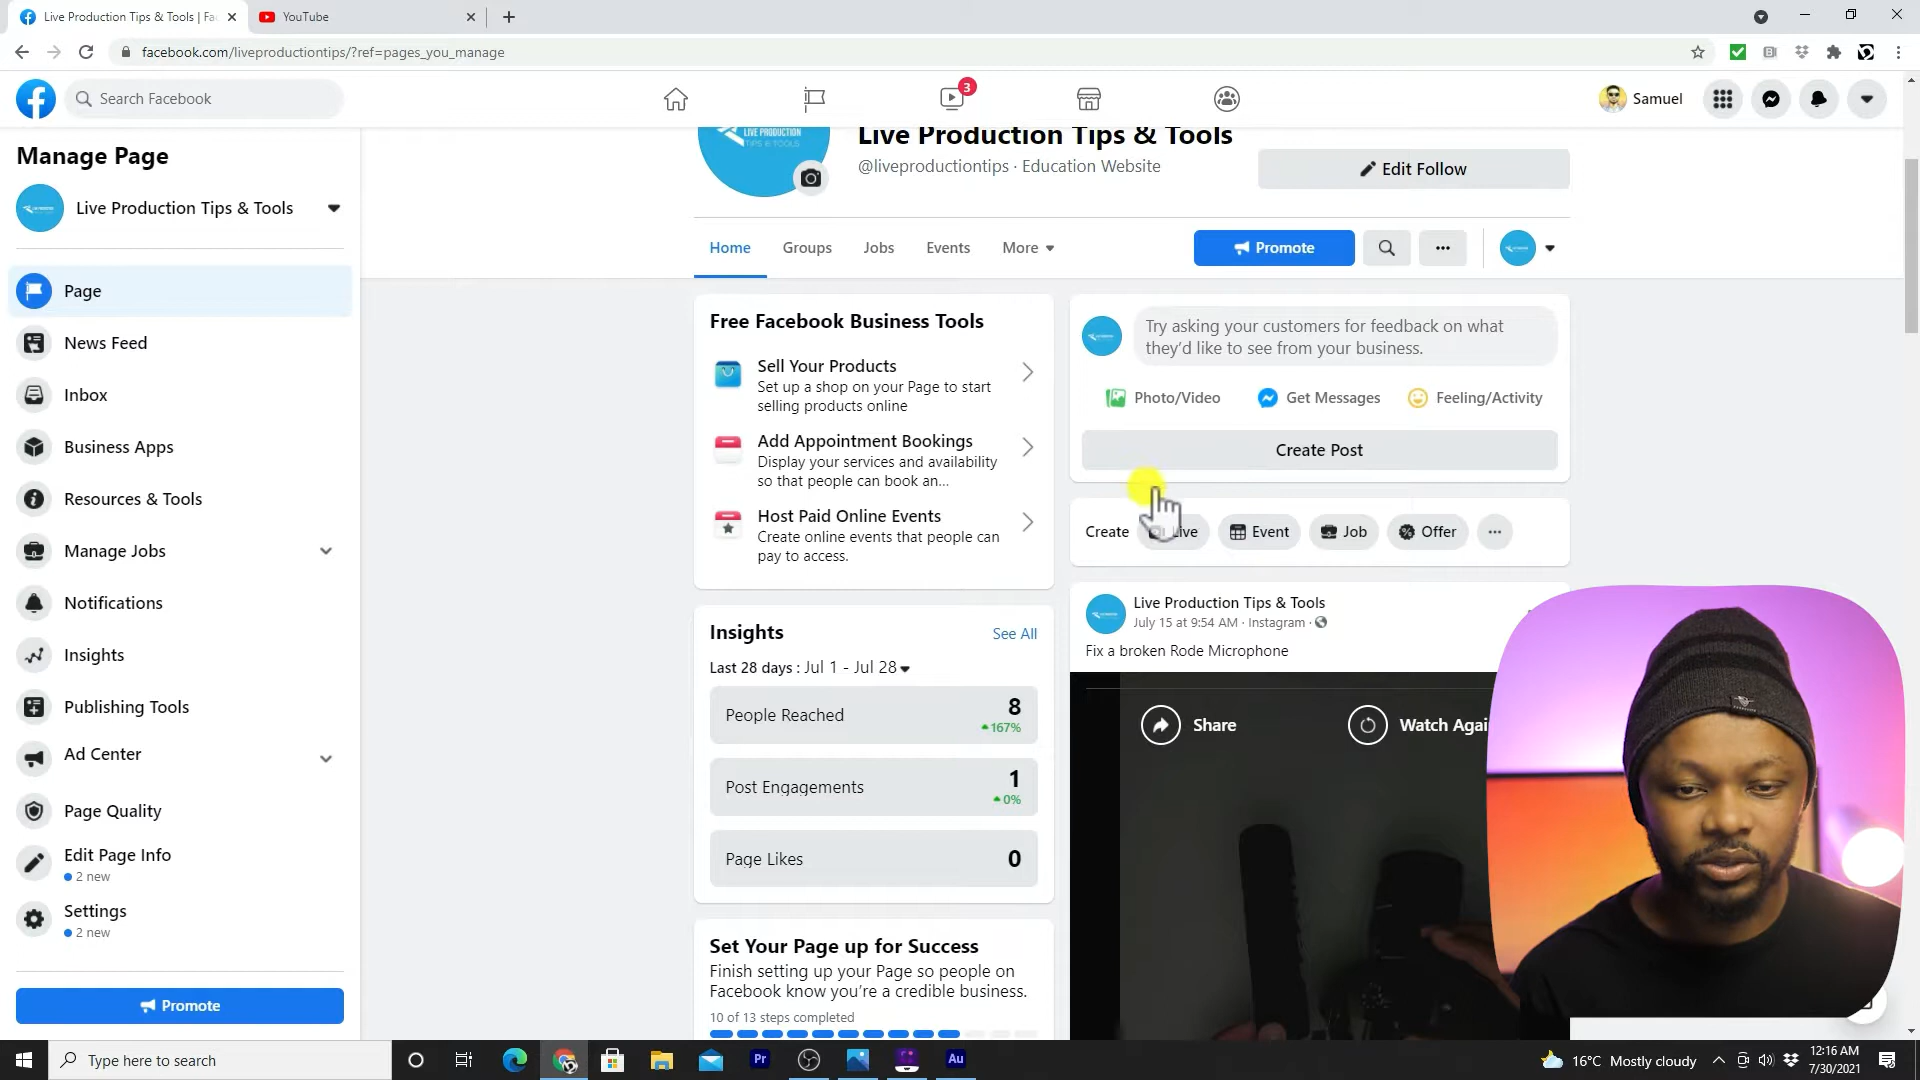 Live Production Tips & Tools | Fac
YouTube
facebook.com/liveproductiontips/?ref=pages_you_manage
Search Facebook
3
Samuel
Manage Page
Live Production Tips & Tools
Page
News Feed
Inbox
Business Apps
Resources & Tools
Manage Jobs
Notifications
Insights
Publishing Tools
Ad Center
Page Quality
Edit Page Info
2 new
Settings
2 new
Promote
LIVE PRODUCTION
TIPS & TOOLS
Live Production Tips & Tools
@liveproductiontips · Education Website
Edit Follow
Home
Groups
Jobs
Events
More
Promote
Free Facebook Business Tools
Sell Your Products
Set up a shop on your Page to start
selling products online
Add Appointment Bookings
Display your services and availability
so that people can book an...
Host Paid Online Events
Create online events that people can
pay to access.
Insights
See All
Last 28 days : Jul 1 - Jul 28
People Reached
8
167%
Post Engagements
1
0%
Page Likes
0
Set Your Page up for Success
Finish setting up your Page so people on
Facebook know you're a credible business.
10 of 13 steps completed
Try asking your customers for feedback on what
they'd like to see from your business.
Photo/Video
Get Messages
Feeling/Activity
Create Post
Create
Live
Event
Job
Offer
Live Production Tips & Tools
July 15 at 9:54 AM · Instagram ·
Fix a broken Rode Microphone
Share
Watch Agai
Type here to search
Pr
Au
16°C Mostly cloudy
12:16 AM
7/30/2021